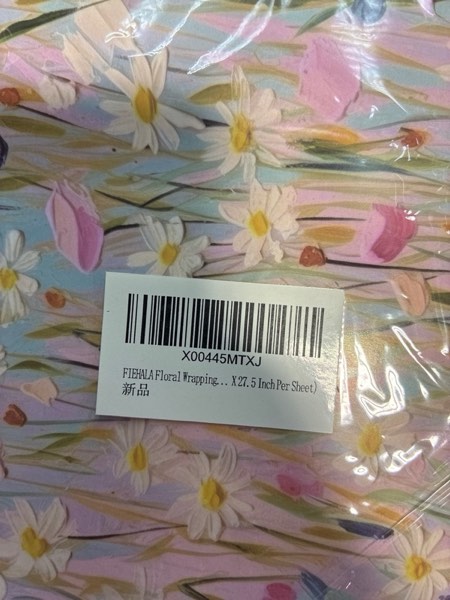 X00445MTXJ
FIEHALA Floral Wrapping... X 27.5 Inch Per Sheet)
新品